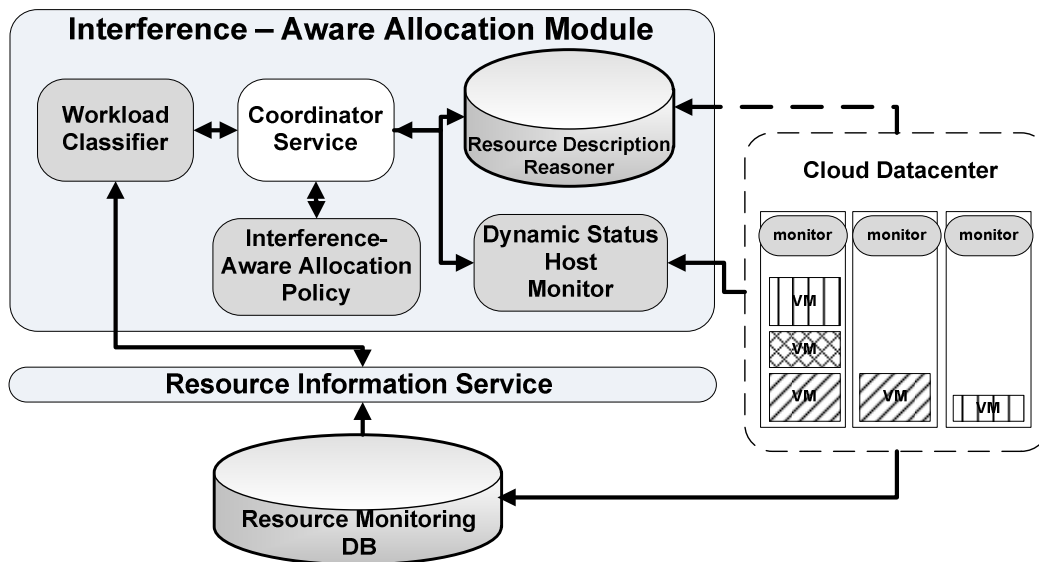 Interference – Aware Allocation Module
Workload
Classifier
Coordinator
Service
Resource Description
Reasoner
Interference-
Aware Allocation
Policy
Dynamic Status
Host
Monitor
Cloud Datacenter
monitor
monitor
monitor
VM
VM
VM
VM
VM
Resource Information Service
Resource Monitoring
DB